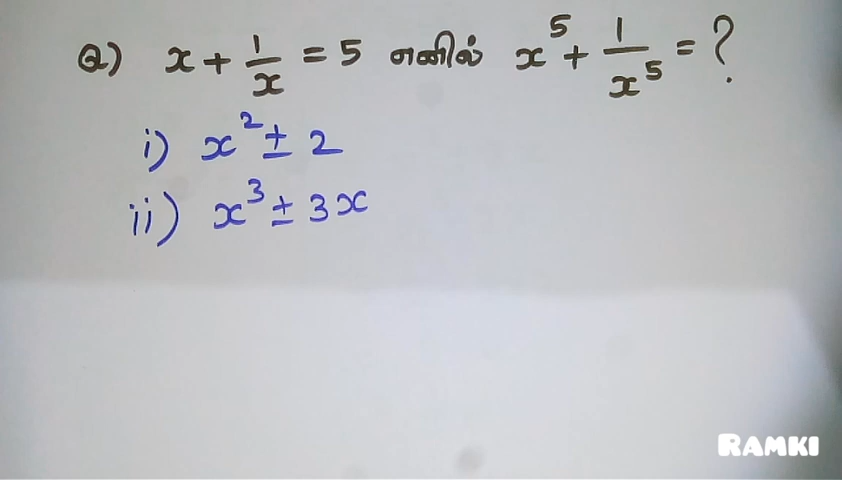 Q) x + 1/x = 5 எனில் x⁵ + 1/x⁵ = ?
i) x² ± 2
ii) x³ ± 3x
RAMKI